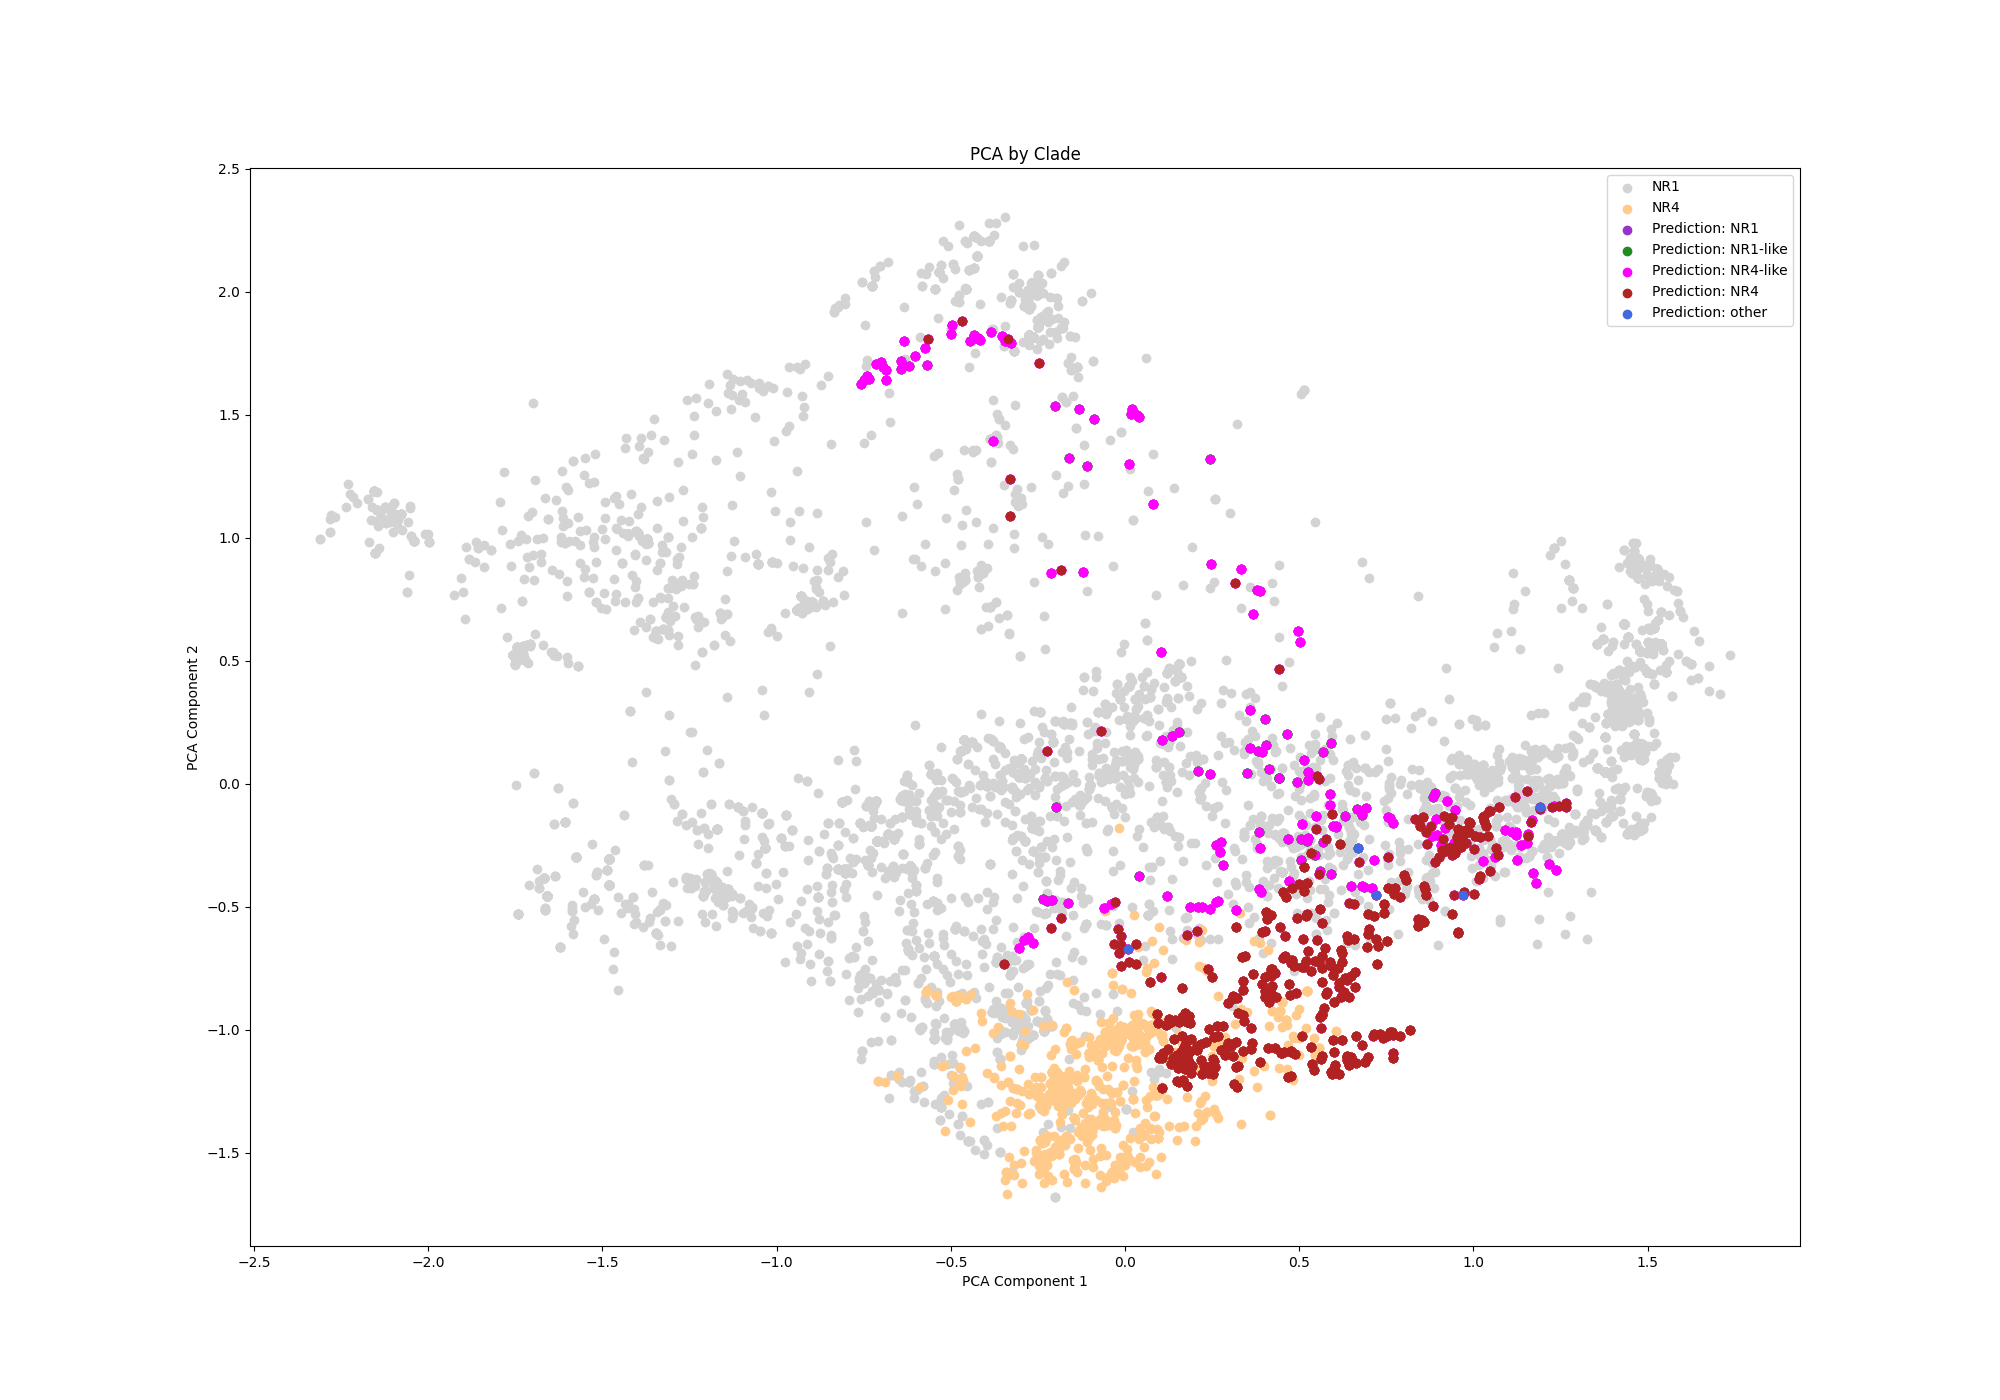 PCA by Clade
2.5
2.0
1.5
1.0
0.5
0.0
−0.5
−1.0
−1.5
PCA Component 2
NR1
NR4
Prediction: NR1
Prediction: NR1-like
Prediction: NR4-like
Prediction: NR4
Prediction: other
−2.5 −2.0 −1.5 −1.0 −0.5 0.0 0.5 1.0 1.5
PCA Component 1